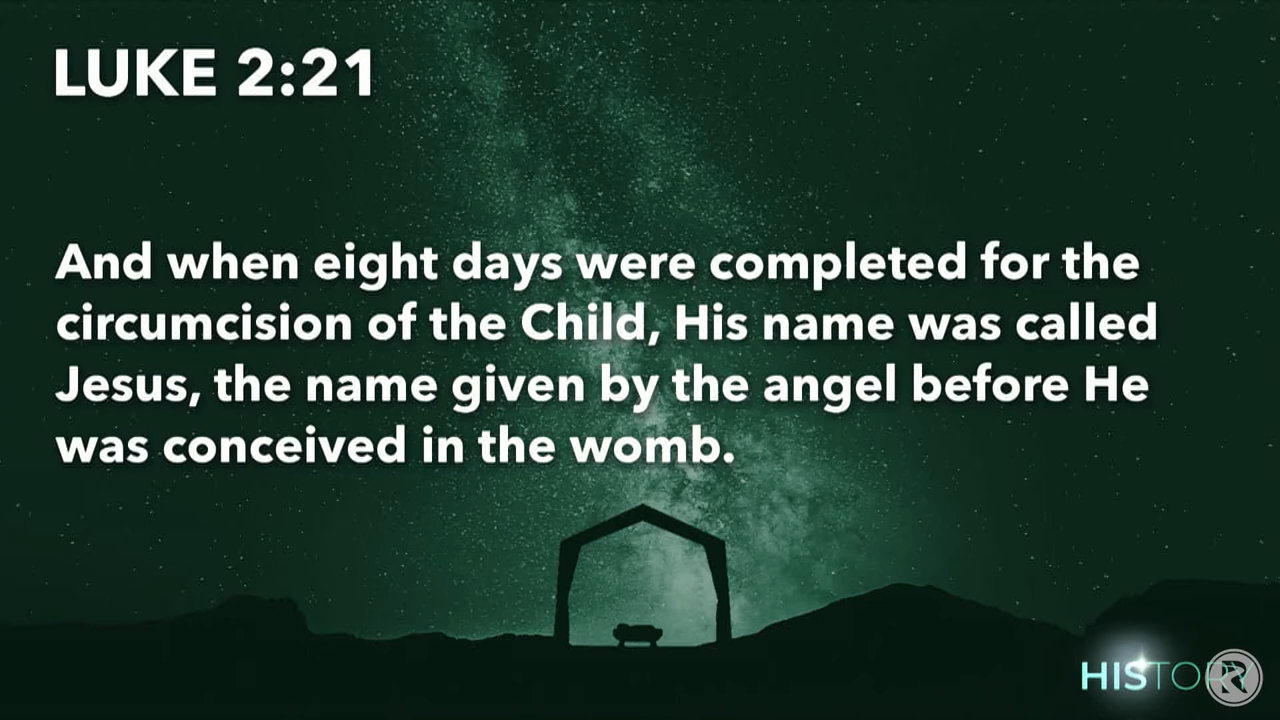 LUKE 2:21
And when eight days were completed for the
circumcision of the Child, His name was called
Jesus, the name given by the angel before He
was conceived in the womb.
HISTORY